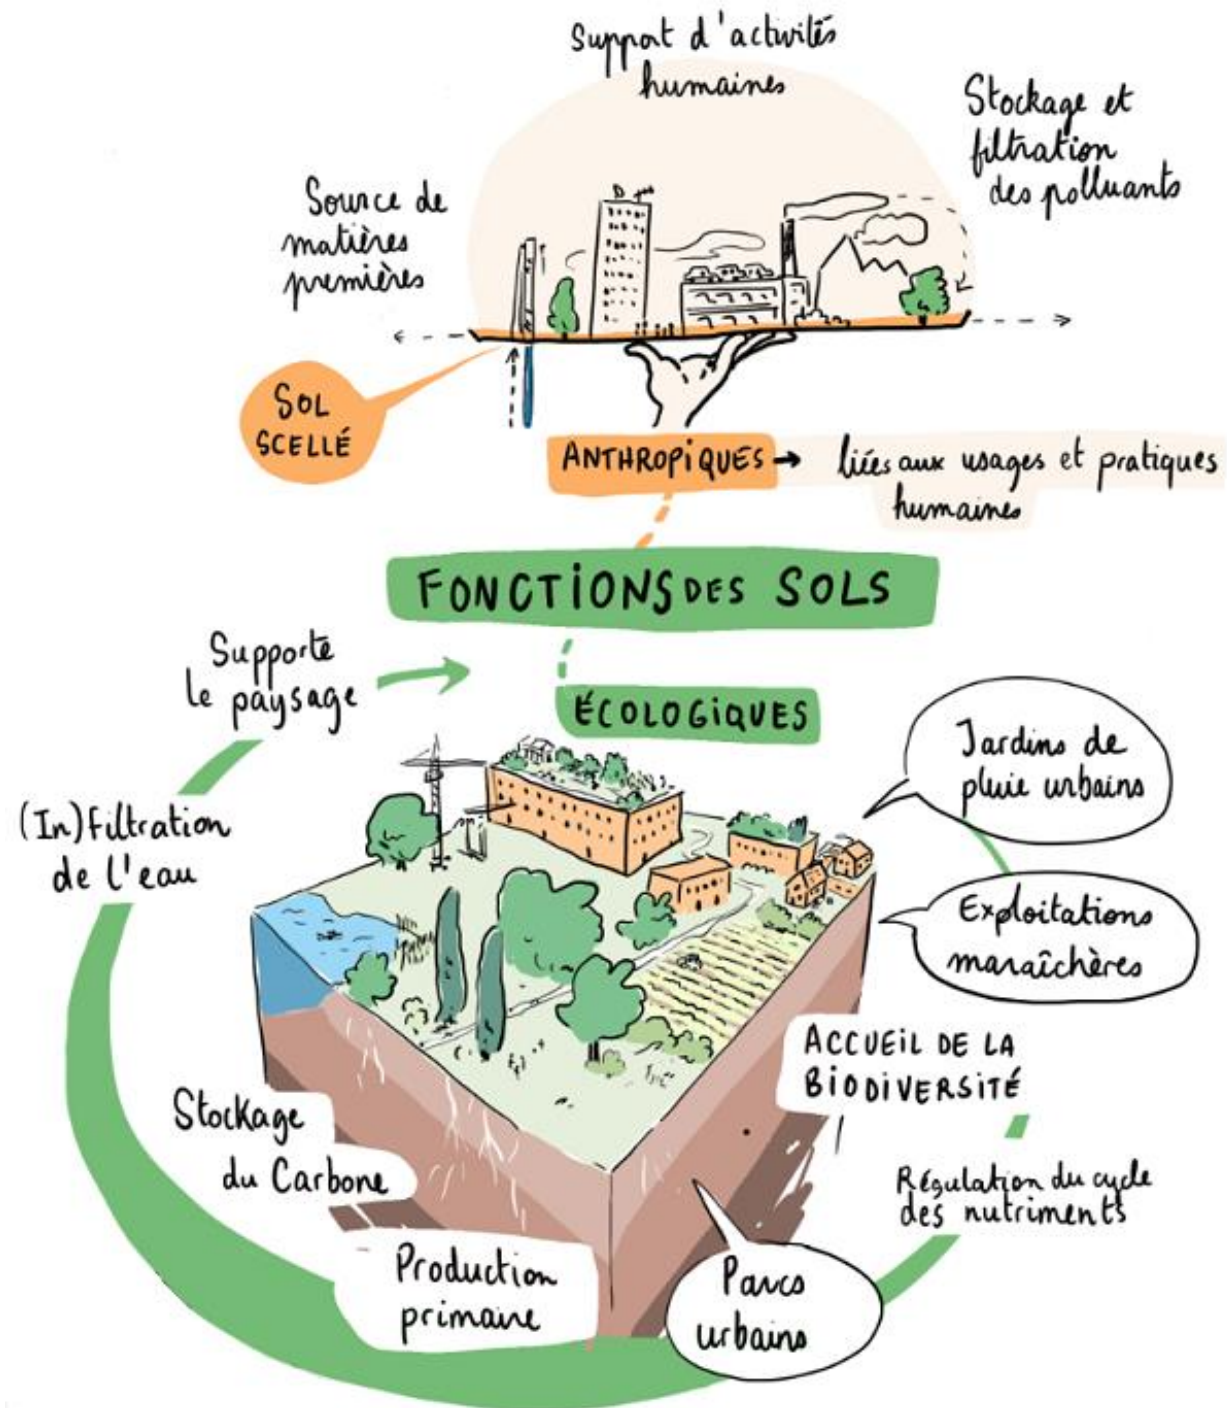 Support d'activités
humaines
Stockage et
filtration
des polluants
Source de
matières
premières
SOL
SCELLÉ
ANTHROPIQUES → liées aux usages et pratiques
humaines
FONCTIONS DES SOLS
Supporte
le paysage
ÉCOLOGIQUES
Jardins de
pluie urbains
(In)Filtration
de l'eau
Exploitations
maraîchères
ACCUEIL DE LA
BIODIVERSITÉ
Stockage
du Carbone
Régulation du cycle
des nutriments
Production
primaire
Parcs
urbains